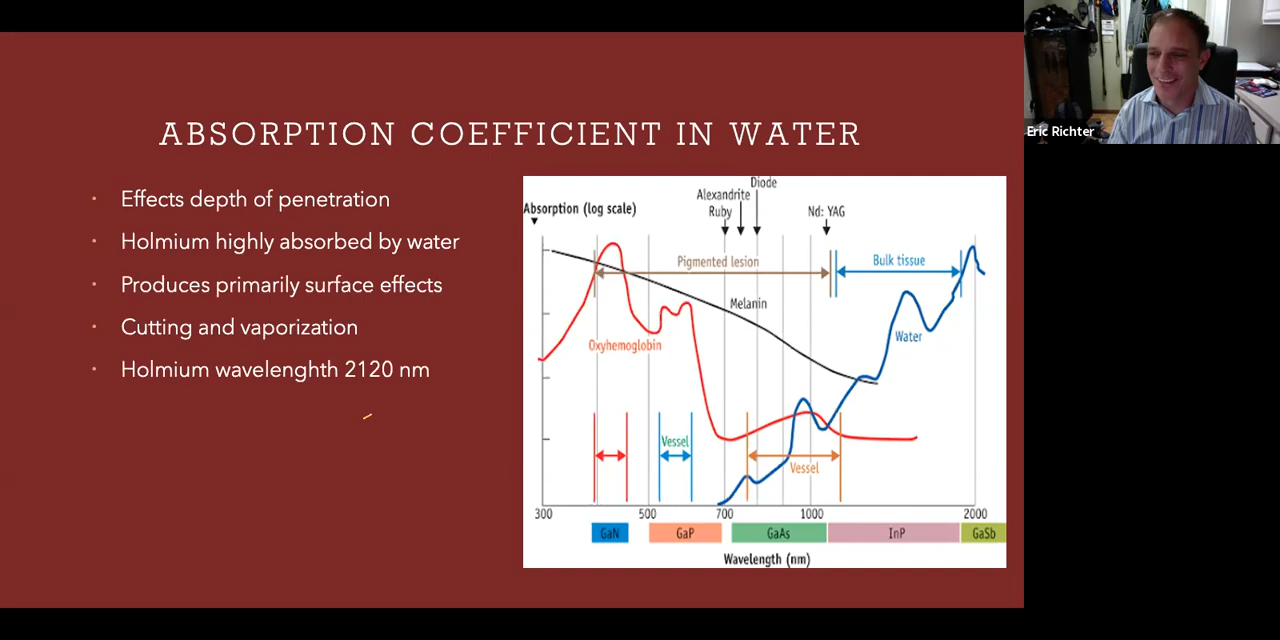 Eric Richter
ABSORPTION COEFFICIENT IN WATER
Effects depth of penetration
Holmium highly absorbed by water
Produces primarily surface effects
Cutting and vaporization
Holmium wavelenghth 2120 nm
Diode
Alexandrite
Absorption (log scale)
Ruby
Nd: YAG
Pigmented lesion
Bulk tissue
Melanin
Water
Oxyhemoglobin
Vessel
Vessel
300 500 700 1000 2000
GaN GaP GaAs InP GaSb
Wavelength (nm)